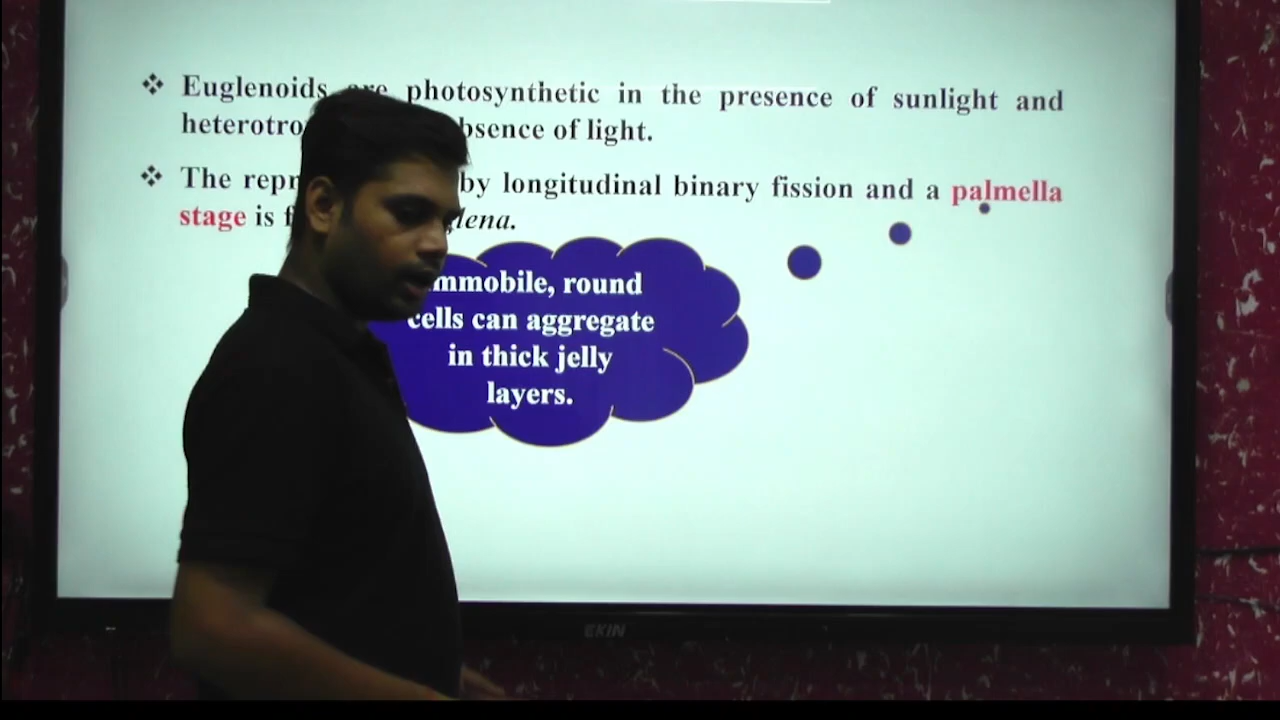 ❖ Euglenoids are photosynthetic in the presence of sunlight and
heterotro bsence of light.
❖ The repr by longitudinal binary fission and a palmella
stage is f lena.
mmobile, round
cells can aggregate
in thick jelly
layers.
EKIN